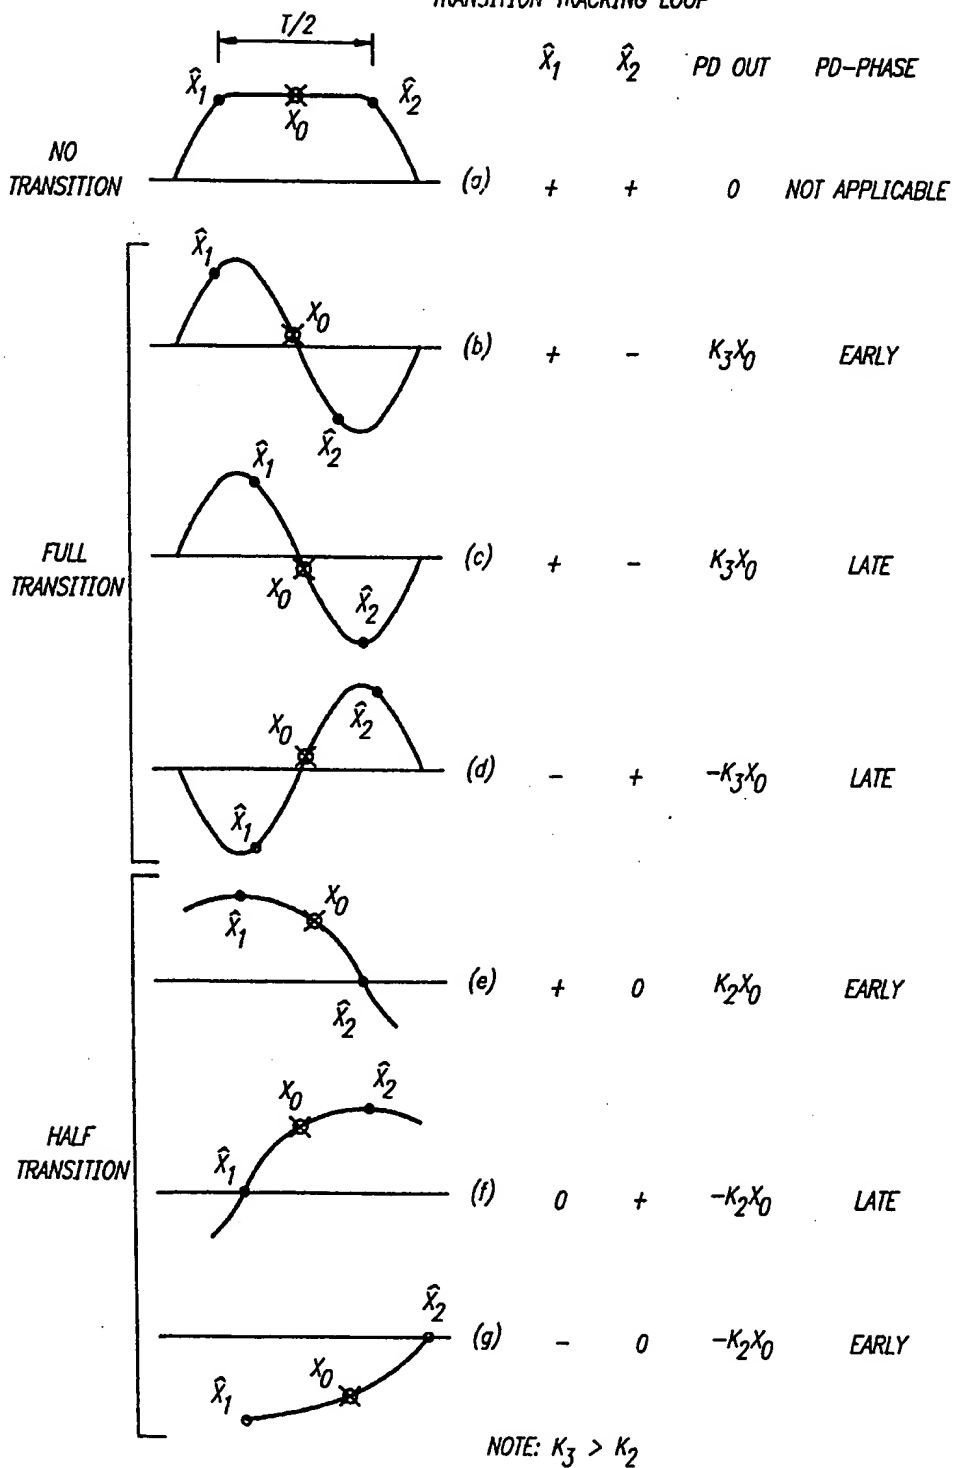 TRANSITION TRACKING LOOP
T/2
X̂1 X̂2 PD OUT PD-PHASE
X̂1 X0 X̂2
NO TRANSITION
(a) + + 0 NOT APPLICABLE
X̂1 X0 X̂2
(b) + - K3X0 EARLY
FULL TRANSITION
X̂1 X0 X̂2
(c) + - K3X0 LATE
X0 X̂2 X̂1
(d) - + -K3X0 LATE
HALF TRANSITION
X̂1 X0 X̂2
(e) + 0 K2X0 EARLY
X̂1 X0 X̂2
(f) 0 + -K2X0 LATE
X̂1 X0 X̂2
(g) - 0 -K2X0 EARLY
NOTE: K3 > K2